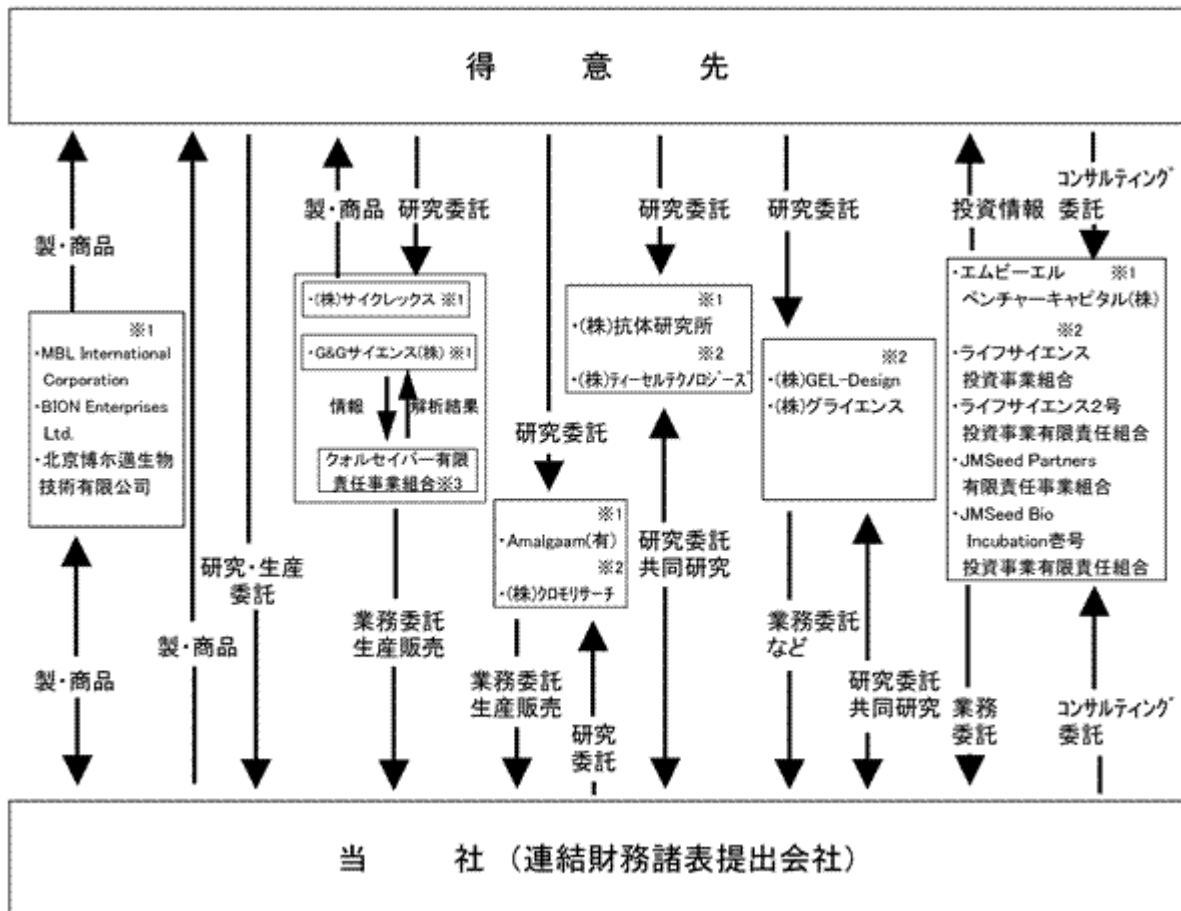 得意先
製・商品
研究委託
研究委託
研究委託
投資情報
コンサルティング
委託
製・商品
※1
・MBL International
Corporation
・BION Enterprises
Ltd.
・北京博尓邁生物
技術有限公司
・(株)サイクレックス ※1
・G&Gサイエンス(株) ※1
情報
解析結果
クォルセイバー有限
責任事業組合※3
研究委託
※1
・Amalgaam(有)
※2
・(株)クロモリサーチ
※1
・(株)抗体研究所
※2
・(株)ティーセルテクノロジーズ
※2
・(株)GEL-Design
・(株)グライエンス
・エムビーエル ※1
ベンチャーキャピタル(株)
※2
・ライフサイエンス
投資事業組合
・ライフサイエンス2号
投資事業有限責任組合
・JMSeed Partners
有限責任事業組合
・JMSeed Bio
Incubation壱号
投資事業有限責任組合
製・商品
製・商品
研究・生産
委託
業務委託
生産販売
業務委託
生産販売
研究
委託
研究委託
共同研究
業務委託
など
研究委託
共同研究
業務
委託
コンサルティング
委託
当社(連結財務諸表提出会社)